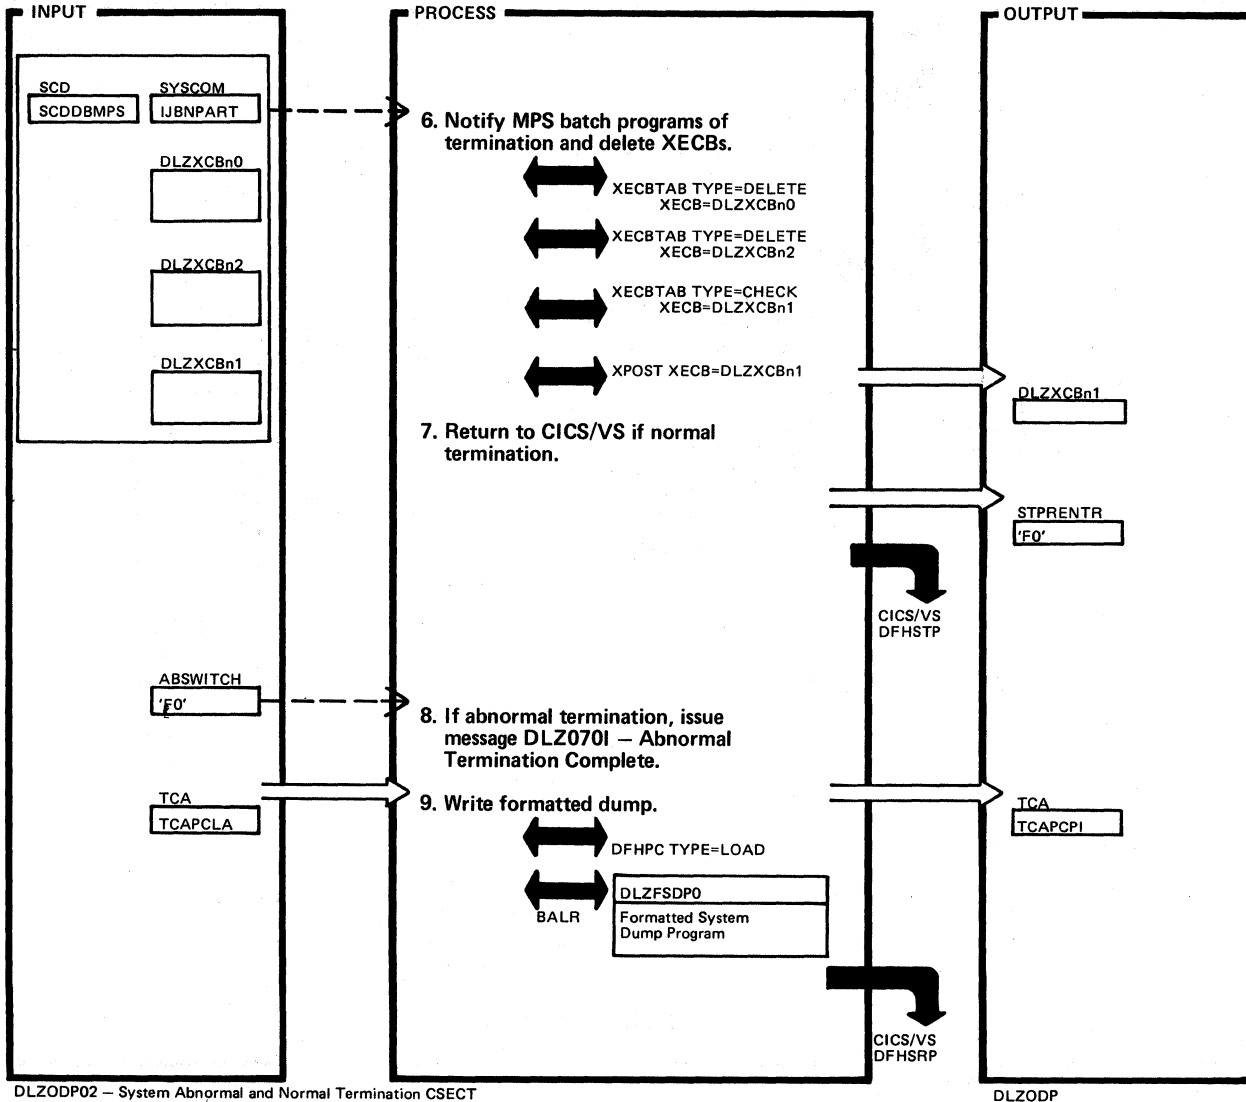 INPUT
PROCESS
OUTPUT
SCD
SYSCOM
SCDDBMPS
IJBNPART
6. Notify MPS batch programs of
termination and delete XECBs.
DLZXCBn0
XECBTAB TYPE=DELETE
XECB=DLZXCBn0
XECBTAB TYPE=DELETE
XECB=DLZXCBn2
DLZXCBn2
XECBTAB TYPE=CHECK
XECB=DLZXCBn1
DLZXCBn1
XPOST XECB=DLZXCBn1
DLZXCBn1
7. Return to CICS/VS if normal
termination.
STPRENTR
'F0'
CICS/VS
DFHSTP
ABSWITCH
'F0'
8. If abnormal termination, issue
message DLZ070I — Abnormal
Termination Complete.
TCA
TCAPCLA
9. Write formatted dump.
TCA
TCAPCPI
DFHPC TYPE=LOAD
BALR
DLZFSDP0
Formatted System
Dump Program
CICS/VS
DFHSRP
DLZODP02 — System Abnormal and Normal Termination CSECT
DLZODP